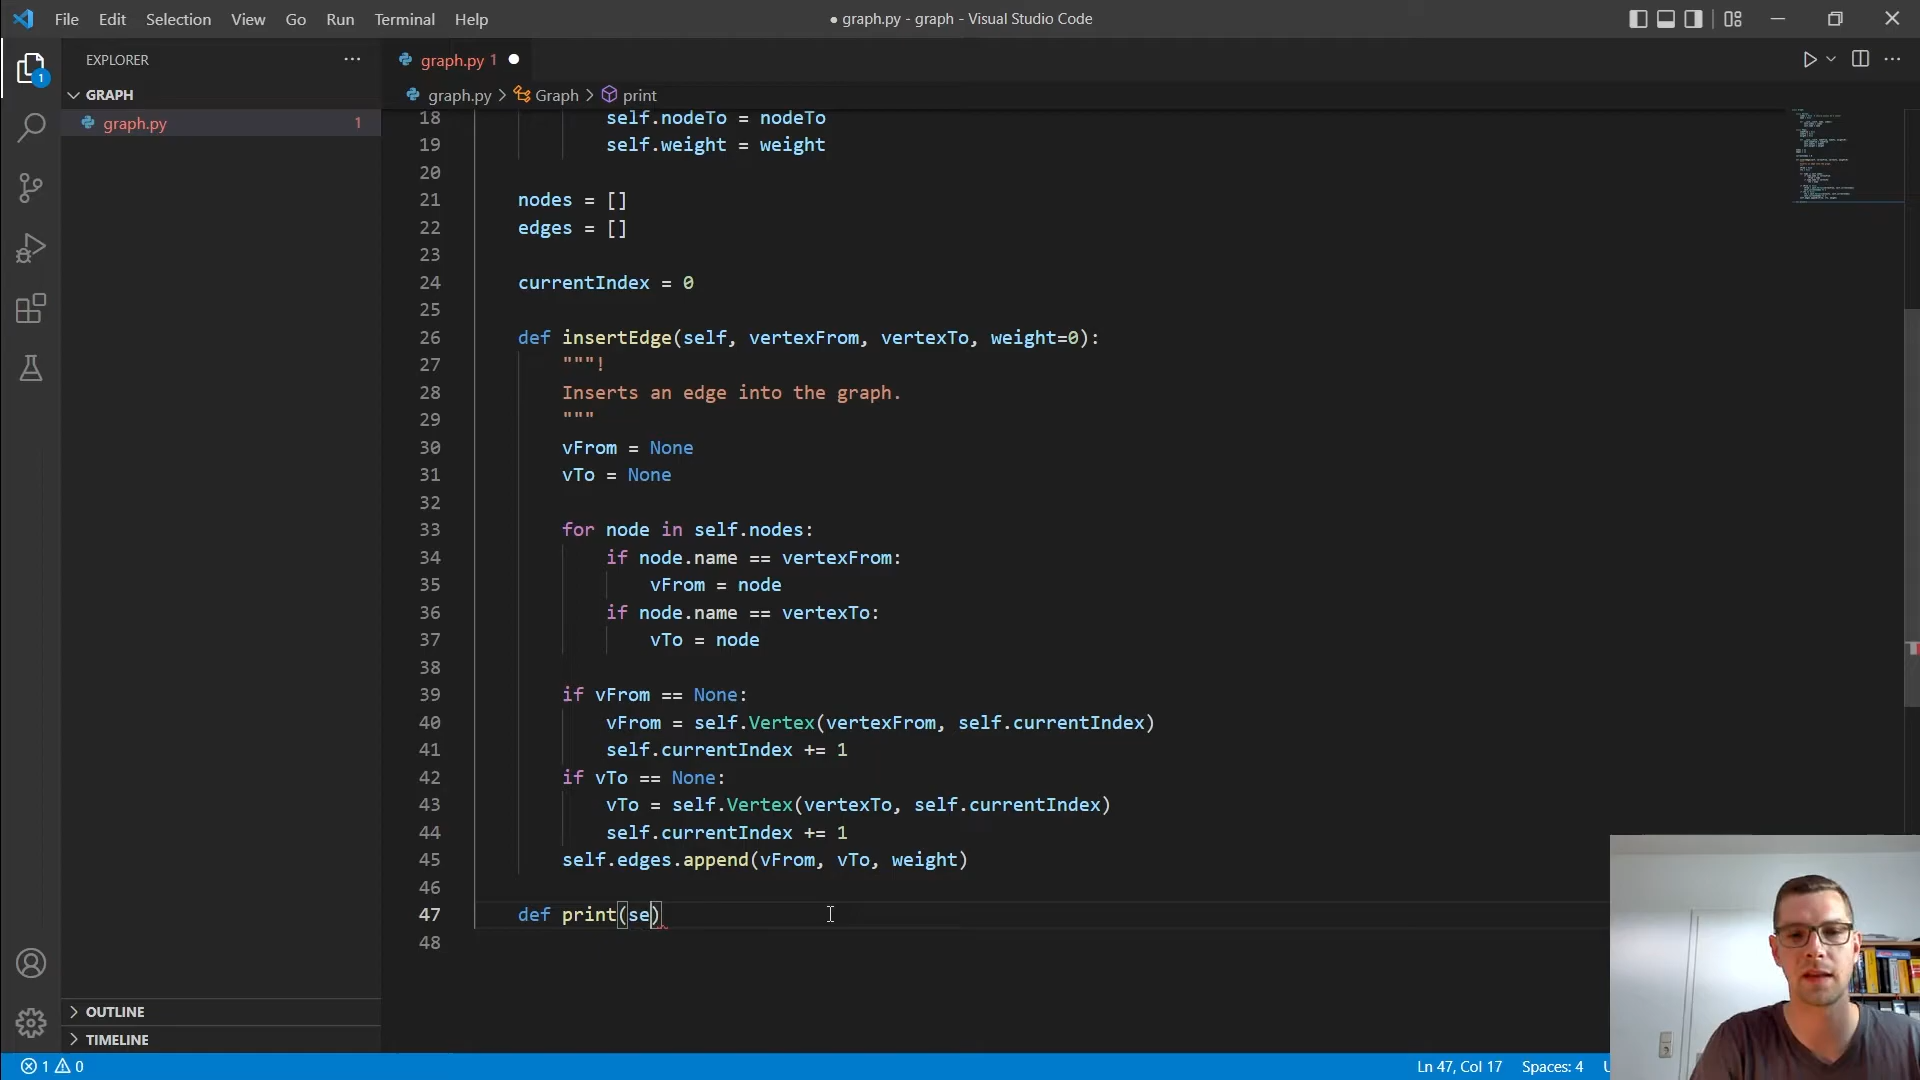 File Edit Selection View Go Run Terminal Help
● graph.py - graph - Visual Studio Code
EXPLORER
GRAPH
graph.py 1
graph.py 1
graph.py > Graph > print
18 self.nodeTo = nodeTo
19 self.weight = weight
20
21 nodes = []
22 edges = []
23
24 currentIndex = 0
25
26 def insertEdge(self, vertexFrom, vertexTo, weight=0):
27 """!
28 Inserts an edge into the graph.
29 """
30 vFrom = None
31 vTo = None
32
33 for node in self.nodes:
34 if node.name == vertexFrom:
35 vFrom = node
36 if node.name == vertexTo:
37 vTo = node
38
39 if vFrom == None:
40 vFrom = self.Vertex(vertexFrom, self.currentIndex)
41 self.currentIndex += 1
42 if vTo == None:
43 vTo = self.Vertex(vertexTo, self.currentIndex)
44 self.currentIndex += 1
45 self.edges.append(vFrom, vTo, weight)
46
47 def print(se)
48
1
OUTLINE
TIMELINE
1 0
Ln 47, Col 17 Spaces: 4